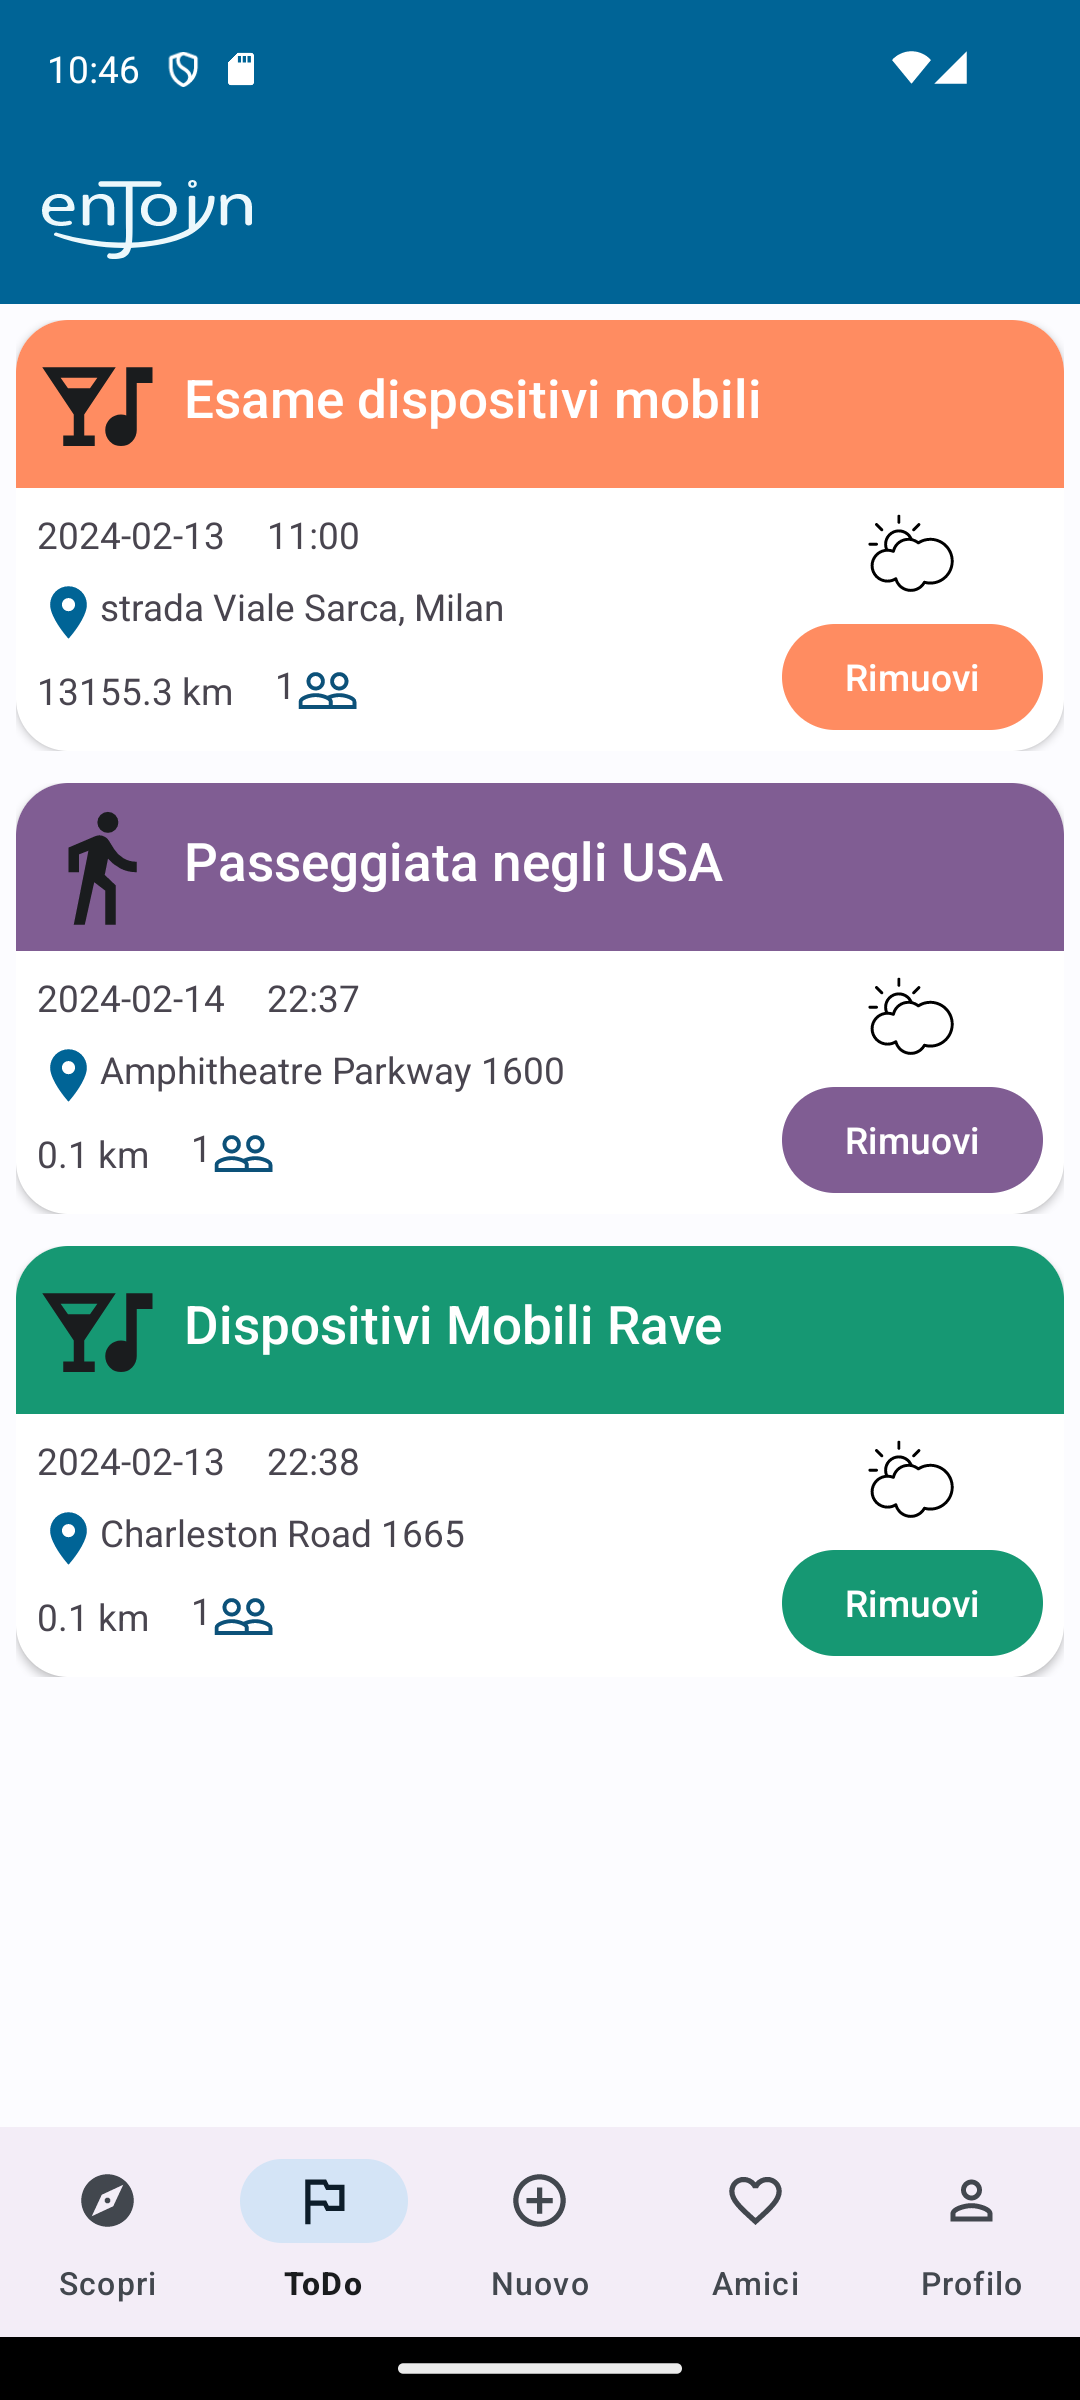 10:46
enJoin
Esame dispositivi mobili
2024-02-13 11:00
strada Viale Sarca, Milan
13155.3 km 1
Rimuovi
Passeggiata negli USA
2024-02-14 22:37
Amphitheatre Parkway 1600
0.1 km 1
Rimuovi
Dispositivi Mobili Rave
2024-02-13 22:38
Charleston Road 1665
0.1 km 1
Rimuovi
Scopri ToDo Nuovo Amici Profilo